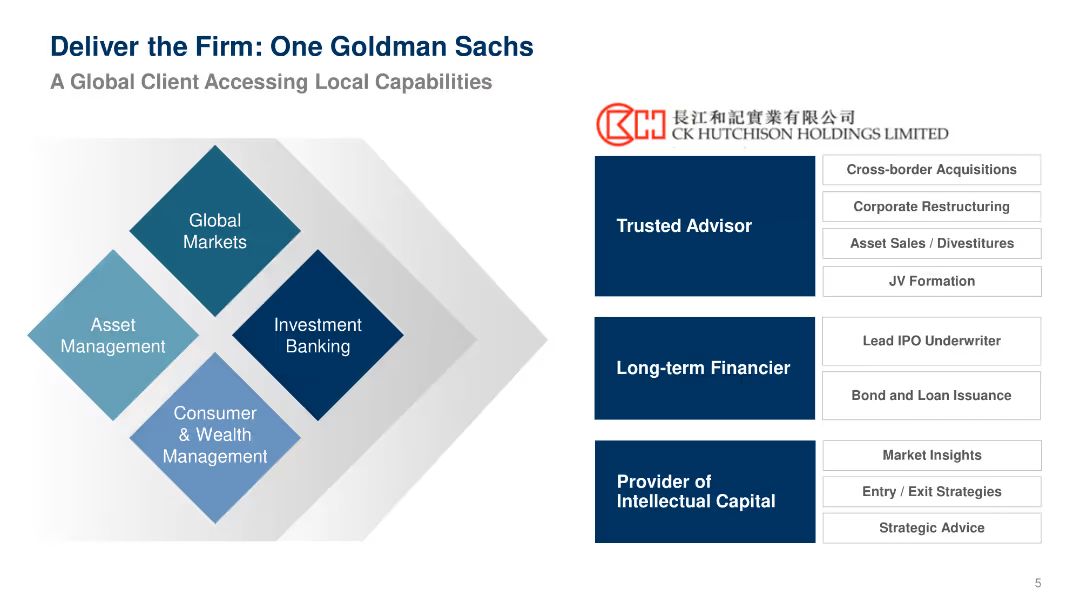 Deliver the Firm: One Goldman Sachs
A Global Client Accessing Local Capabilities
Global
Markets
Asset
Management
Investment
Banking
Consumer
& Wealth
Management
長江和記實業有限公司
CK HUTCHISON HOLDINGS LIMITED
Trusted Advisor
Cross-border Acquisitions
Corporate Restructuring
Asset Sales / Divestitures
JV Formation
Long-term Financier
Lead IPO Underwriter
Bond and Loan Issuance
Provider of
Intellectual Capital
Market Insights
Entry / Exit Strategies
Strategic Advice
5